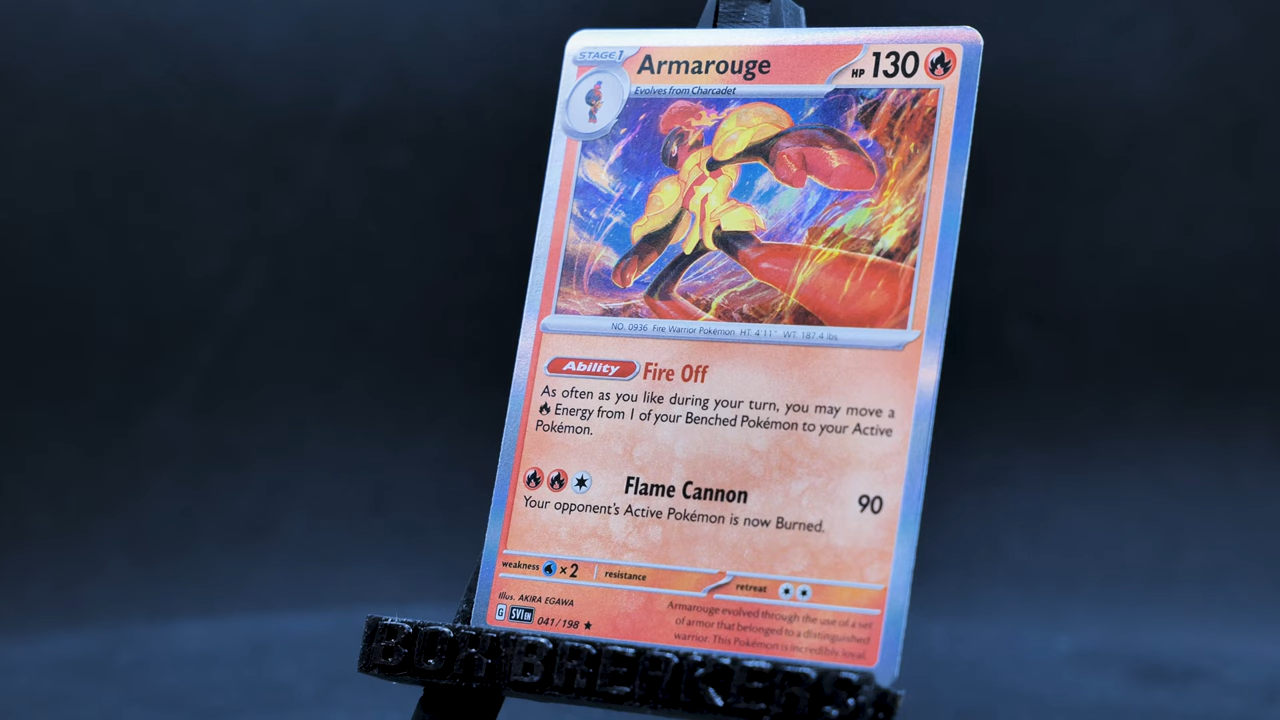 STAGE1
Armarouge
HP 130
Evolves from Charcadet
NO. 0936 Fire Warrior Pokémon HT: 4'11" WT: 187.4 lbs.
Ability Fire Off
As often as you like during your turn, you may move a
Energy from 1 of your Benched Pokémon to your Active
Pokémon.
Flame Cannon 90
Your opponent's Active Pokémon is now Burned.
weakness ×2 resistance retreat
Illus. AKIRA EGAWA
G SVI EN 041/198 ★
Armarouge evolved through the use of a set
of armor that belonged to a distinguished
warrior. This Pokémon is incredibly loyal.
BOX BREAKERS